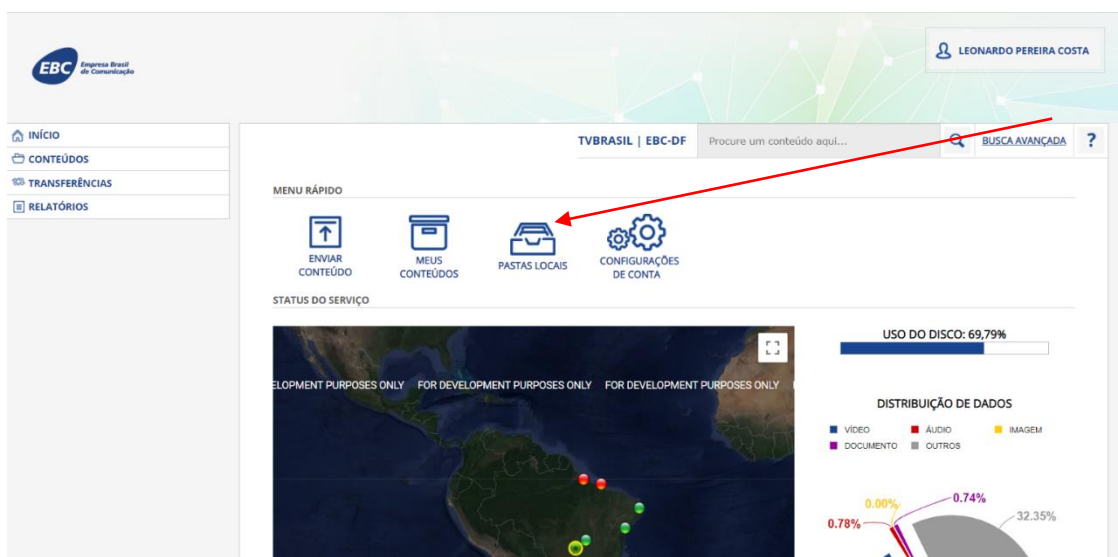 EBC
Empresa Brasil
de Comunicação
LEONARDO PEREIRA COSTA
INÍCIO
CONTEÚDOS
TRANSFERÊNCIAS
RELATÓRIOS
TVBRASIL | EBC-DF
Procure um conteúdo aqui...
BUSCA AVANÇADA
?
MENU RÁPIDO
ENVIAR
CONTEÚDO
MEUS
CONTEÚDOS
PASTAS LOCAIS
CONFIGURAÇÕES
DE CONTA
STATUS DO SERVIÇO
ELOPMENT PURPOSES ONLY FOR DEVELOPMENT PURPOSES ONLY FOR DEVELOPMENT PURPOSES ONLY
USO DO DISCO: 69,79%
DISTRIBUIÇÃO DE DADOS
VÍDEO ÁUDIO IMAGEM
DOCUMENTO OUTROS
0.00% 0.74%
0.78% 32.35%